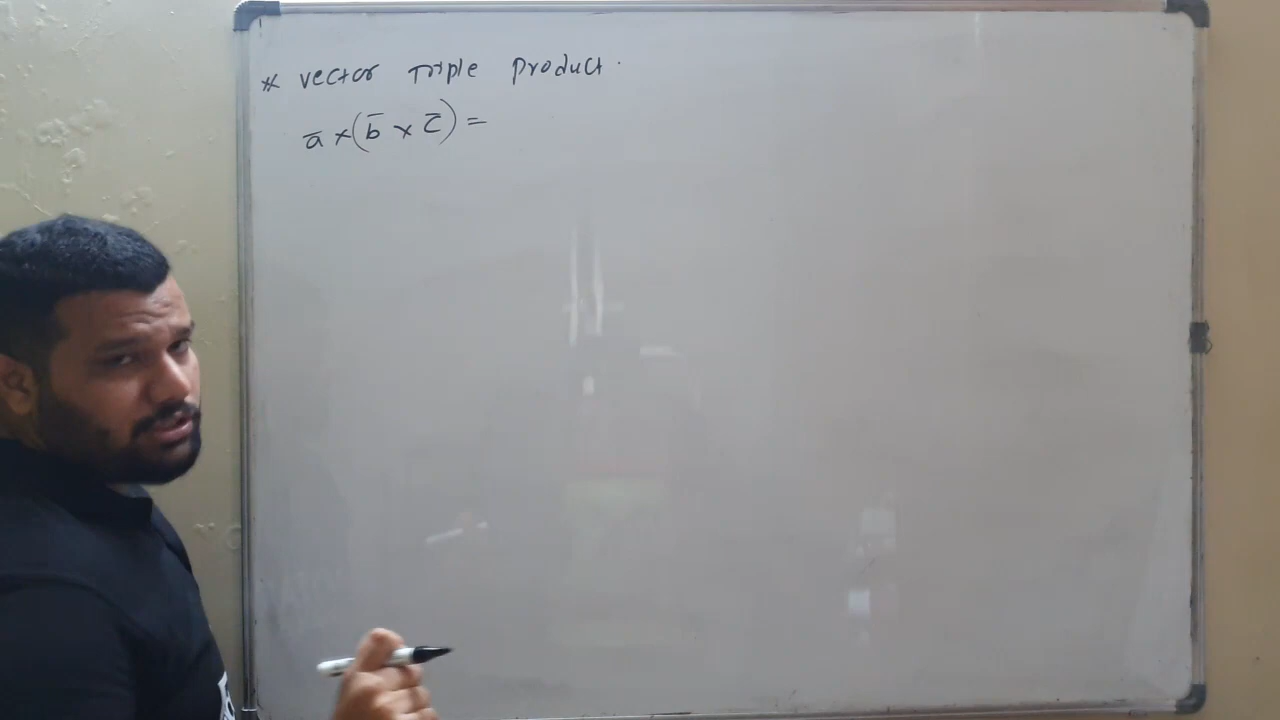 * vector Triple product.
a̅ × (b̅ × c̅) =